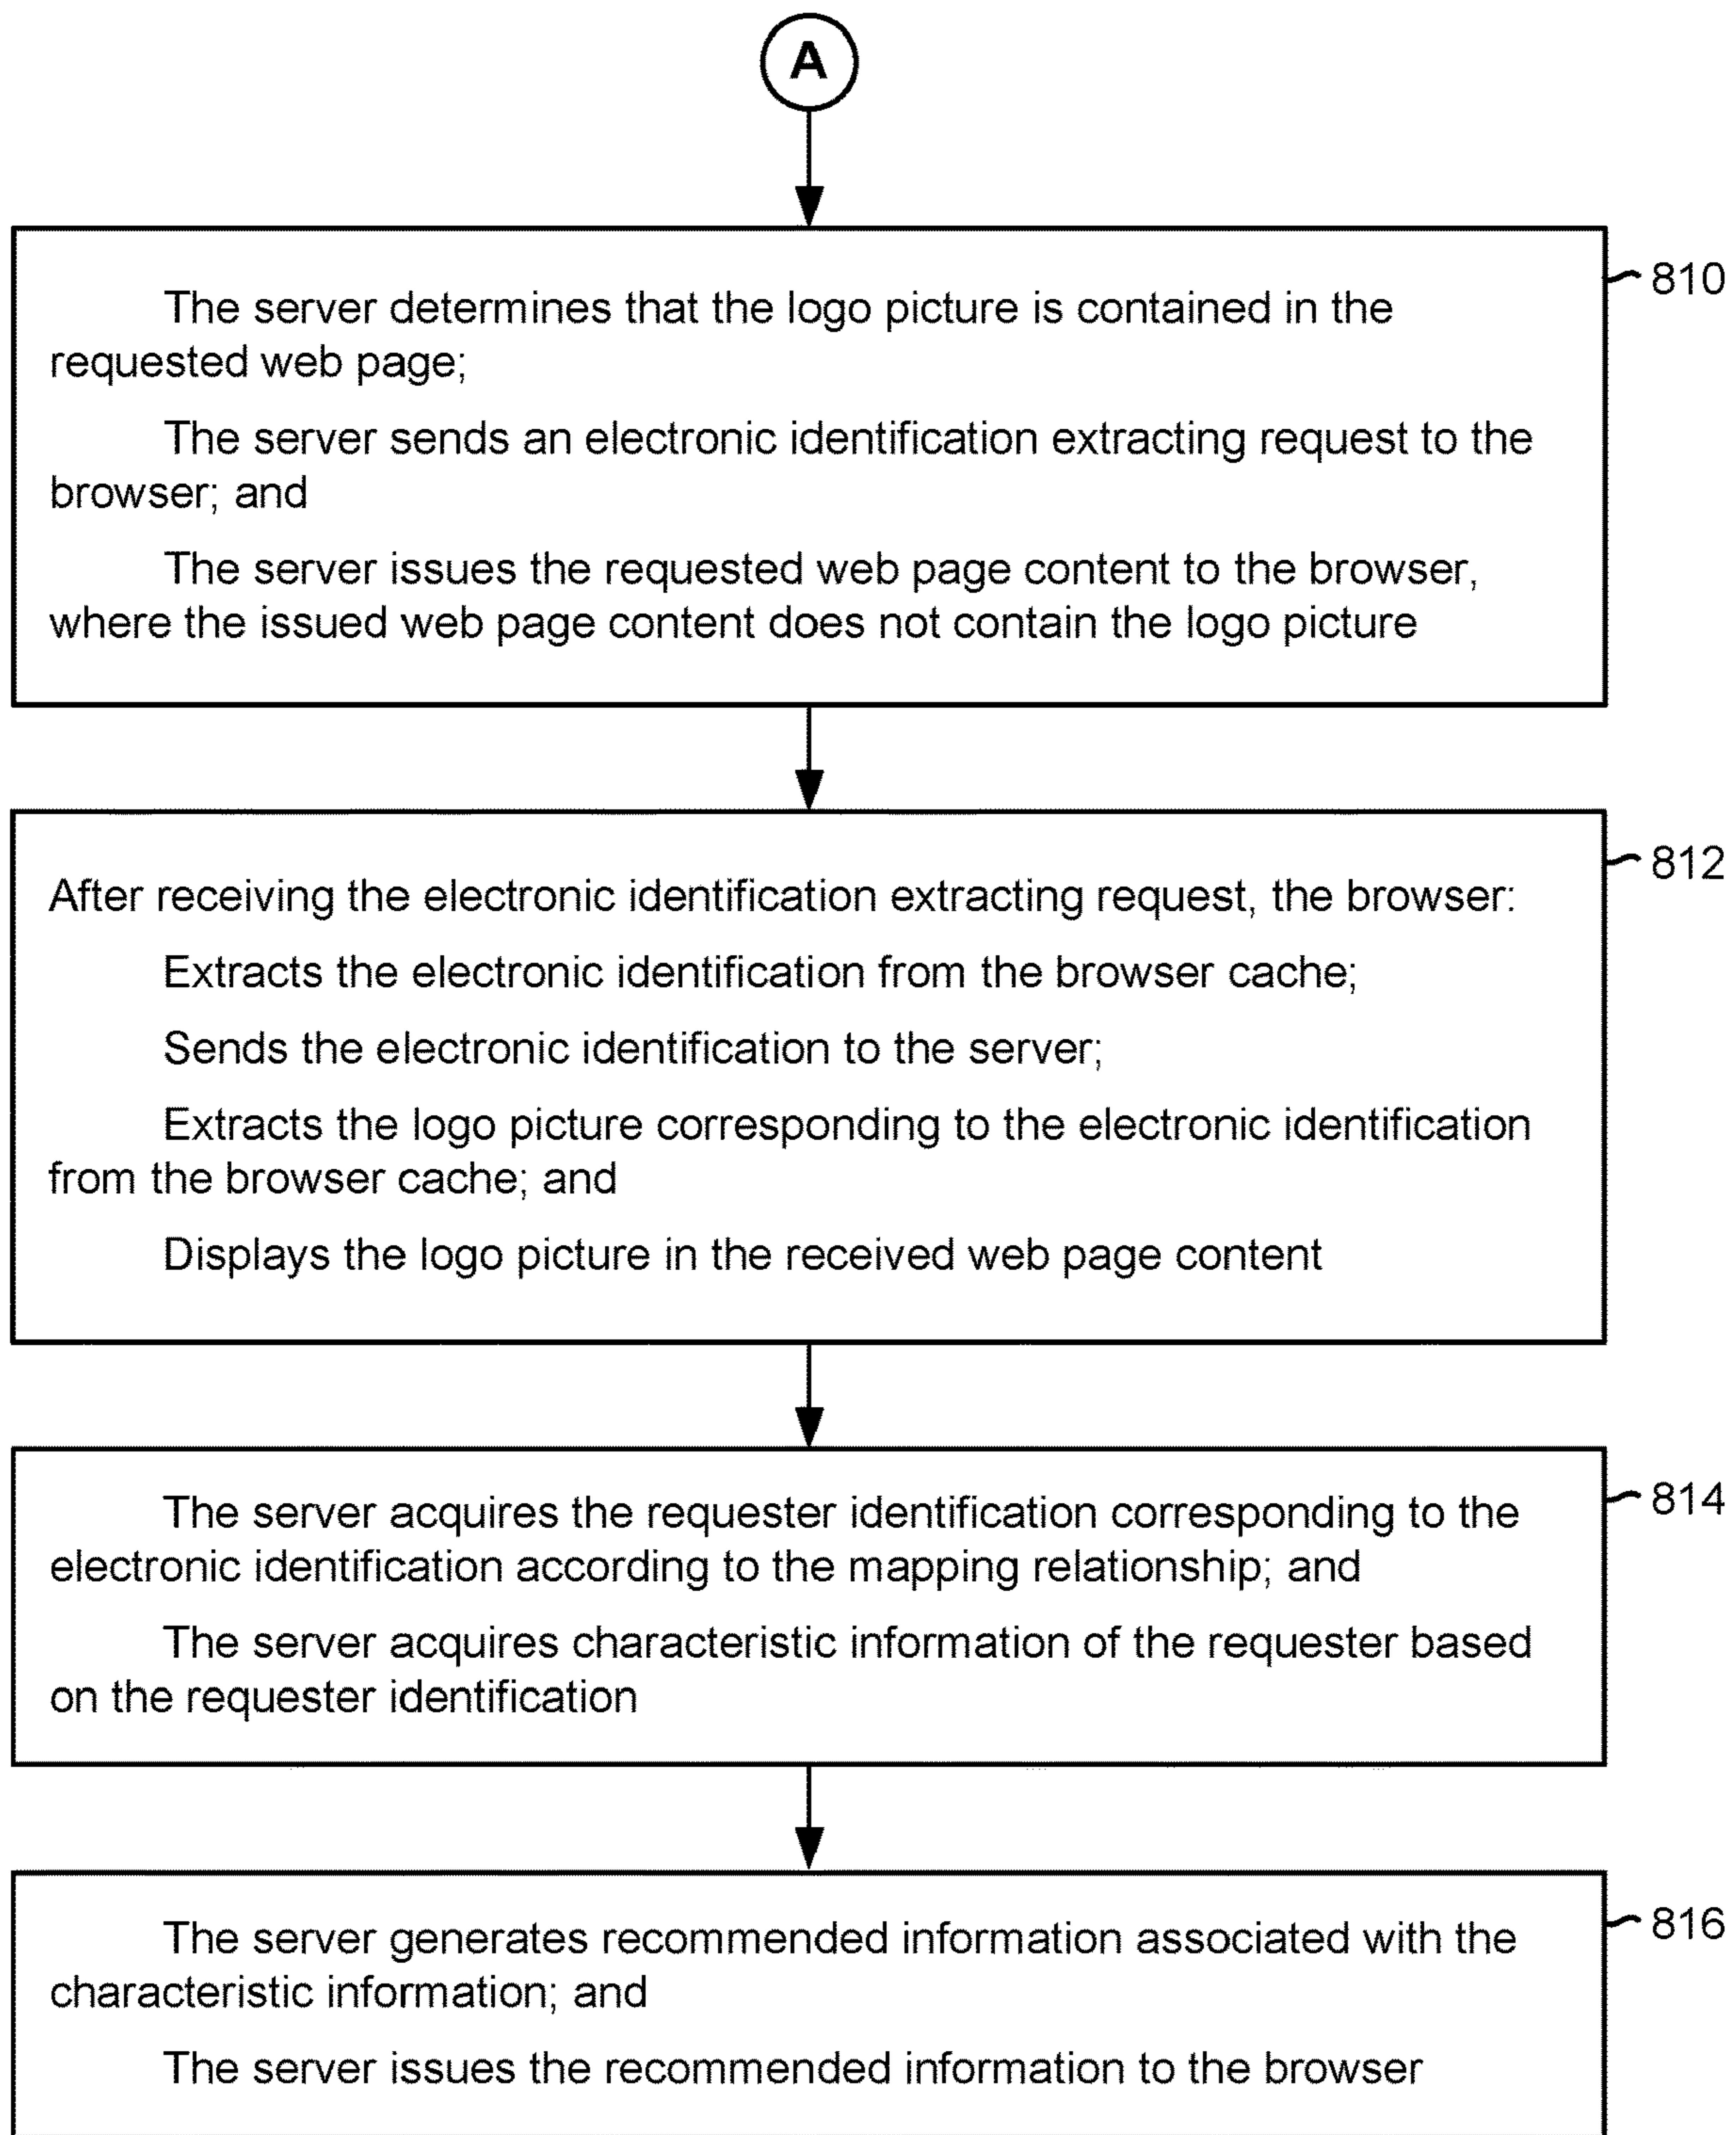 A
810
The server determines that the logo picture is contained in the
requested web page;
The server sends an electronic identification extracting request to the
browser; and
The server issues the requested web page content to the browser,
where the issued web page content does not contain the logo picture
812
After receiving the electronic identification extracting request, the browser:
Extracts the electronic identification from the browser cache;
Sends the electronic identification to the server;
Extracts the logo picture corresponding to the electronic identification
from the browser cache; and
Displays the logo picture in the received web page content
814
The server acquires the requester identification corresponding to the
electronic identification according to the mapping relationship; and
The server acquires characteristic information of the requester based
on the requester identification
816
The server generates recommended information associated with the
characteristic information; and
The server issues the recommended information to the browser